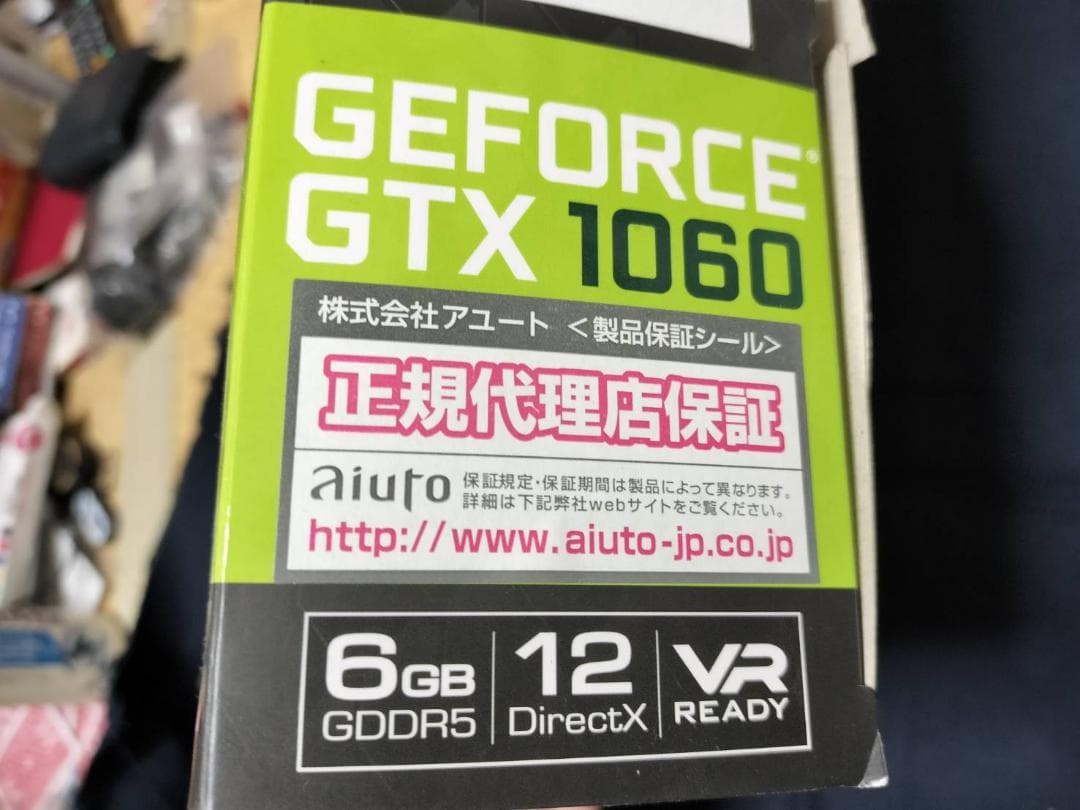 GEFORCE®
GTX 1060
株式会社アユート <製品保証シール>
正規代理店保証
aiuto
保証規定・保証期間は製品によって異なります。
詳細は下記弊社webサイトをご覧ください。
http://www.aiuto-jp.co.jp
6GB
GDDR5
12
DirectX
VR
READY